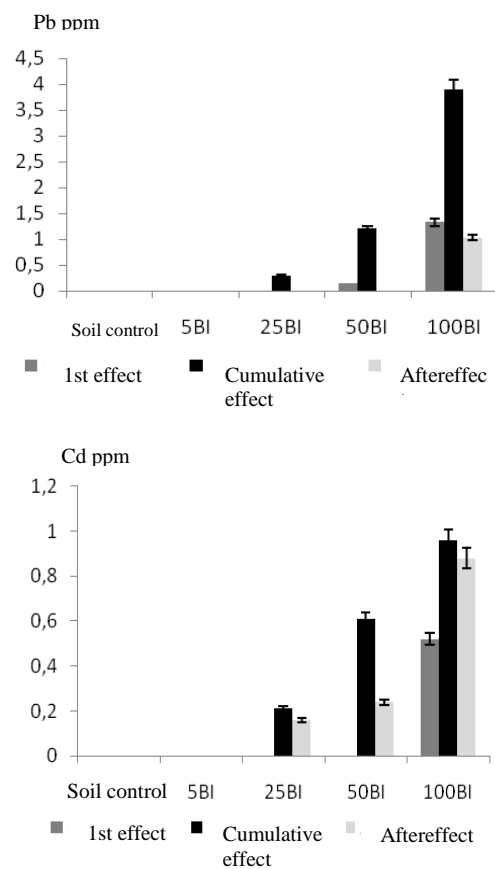 Pb ppm
4,5
4
3,5
3
2,5
2
1,5
1
0,5
0
Soil control 5BI 25BI 50BI 100BI
1st effect Cumulative effect Aftereffec
Cd ppm
1,2
1
0,8
0,6
0,4
0,2
0
Soil control 5BI 25BI 50BI 100BI
1st effect Cumulative effect Aftereffect